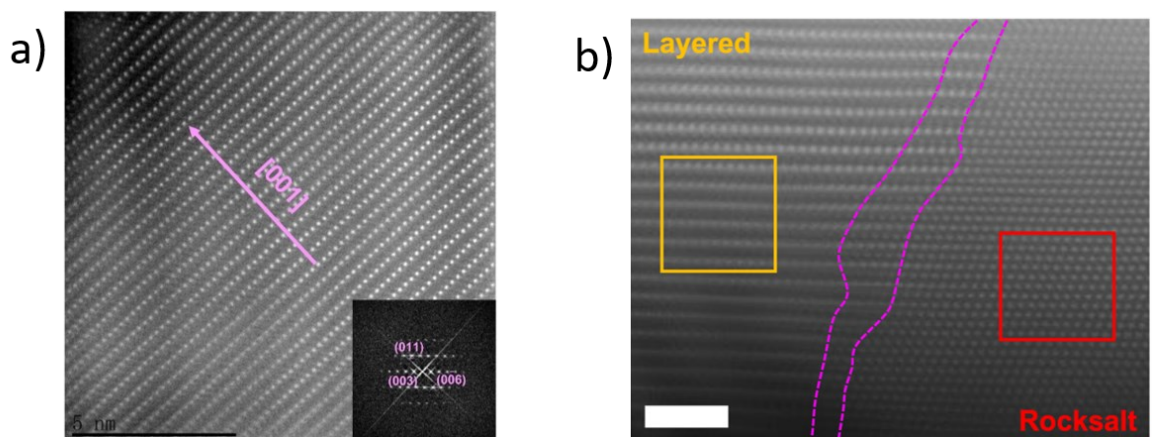 a)
[001]
(011)
(003)
(006)
5 nm
b)
Layered
Rocksalt